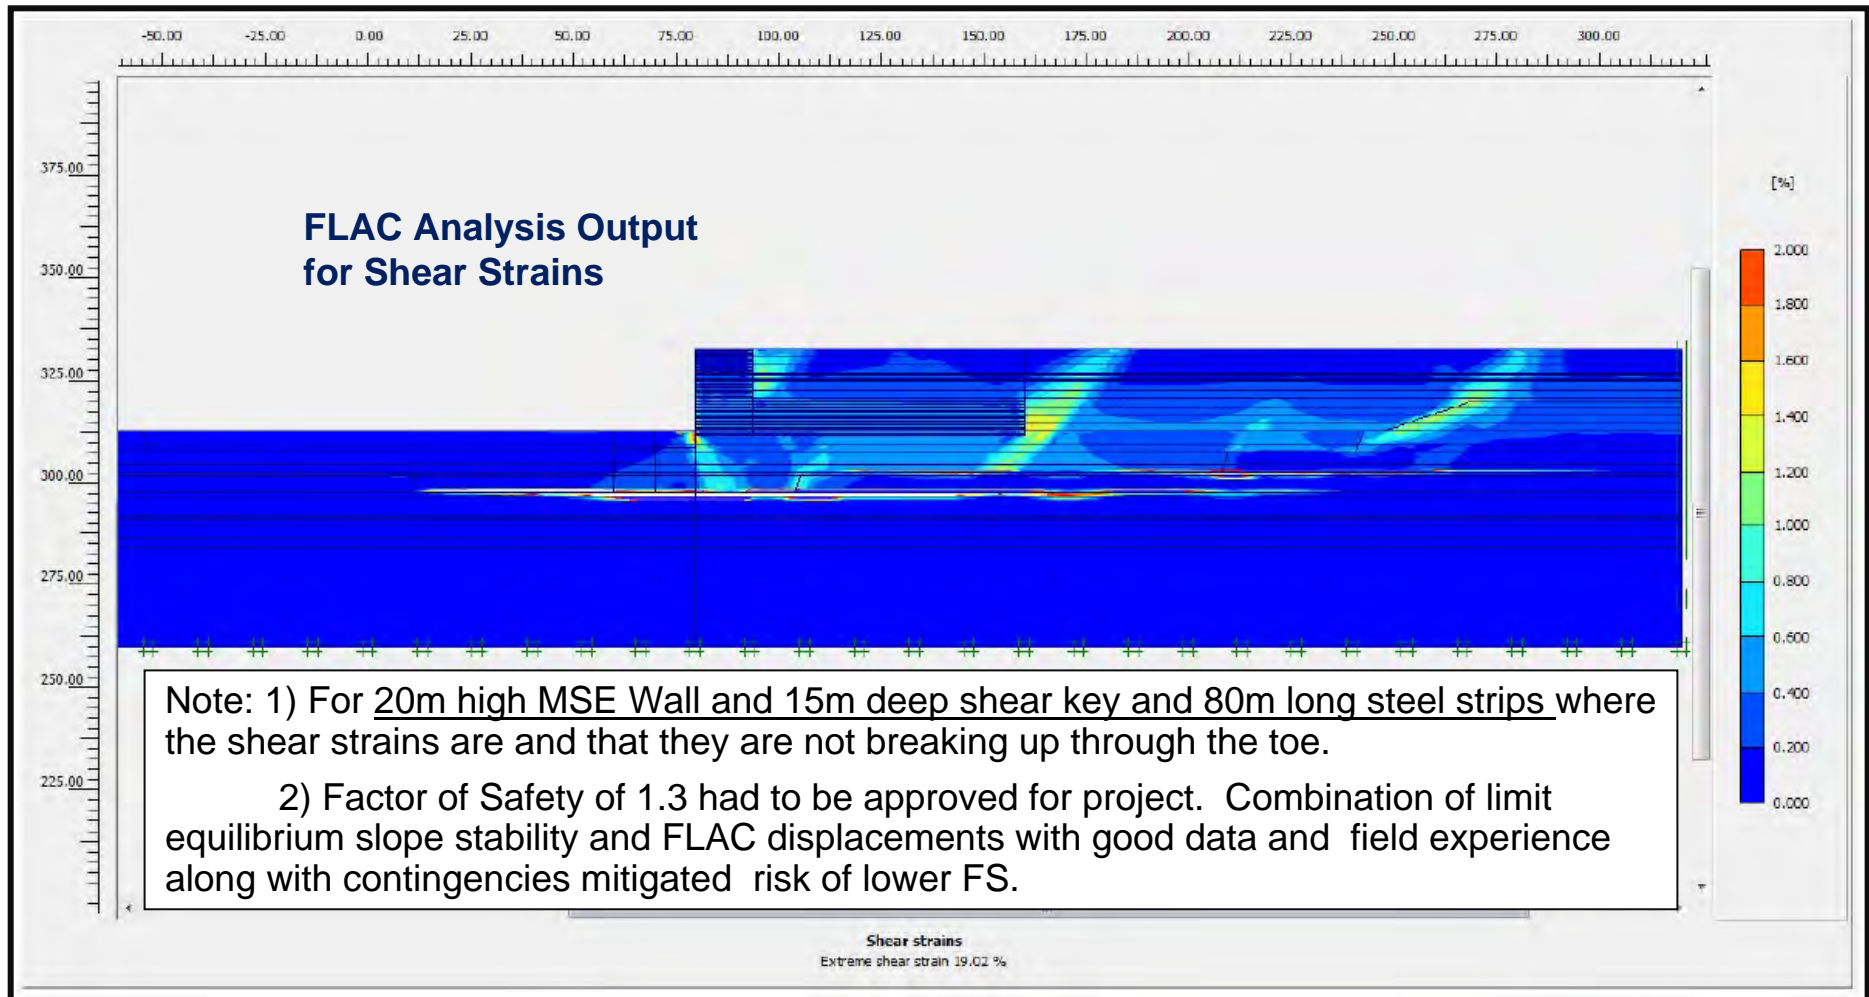 -50.00 -25.00 0.00 25.00 50.00 75.00 100.00 125.00 150.00 175.00 200.00 225.00 250.00 275.00 300.00
375.00
350.00
325.00
300.00
275.00
250.00
225.00
FLAC Analysis Output
for Shear Strains
[%]
2.000
1.800
1.600
1.400
1.200
1.000
0.800
0.600
0.400
0.200
0.000
Note: 1) For 20m high MSE Wall and 15m deep shear key and 80m long steel strips where
the shear strains are and that they are not breaking up through the toe.
2) Factor of Safety of 1.3 had to be approved for project. Combination of limit
equilibrium slope stability and FLAC displacements with good data and field experience
along with contingencies mitigated risk of lower FS.
Shear strains
Extreme shear strain 19.02 %